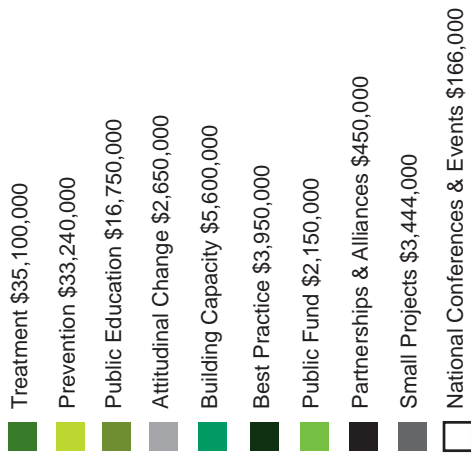 Treatment $35,100,000
Prevention $33,240,000
Public Education $16,750,000
Attitudinal Change $2,650,000
Building Capacity $5,600,000
Best Practice $3,950,000
Public Fund $2,150,000
Partnerships & Alliances $450,000
Small Projects $3,444,000
National Conferences & Events $166,000